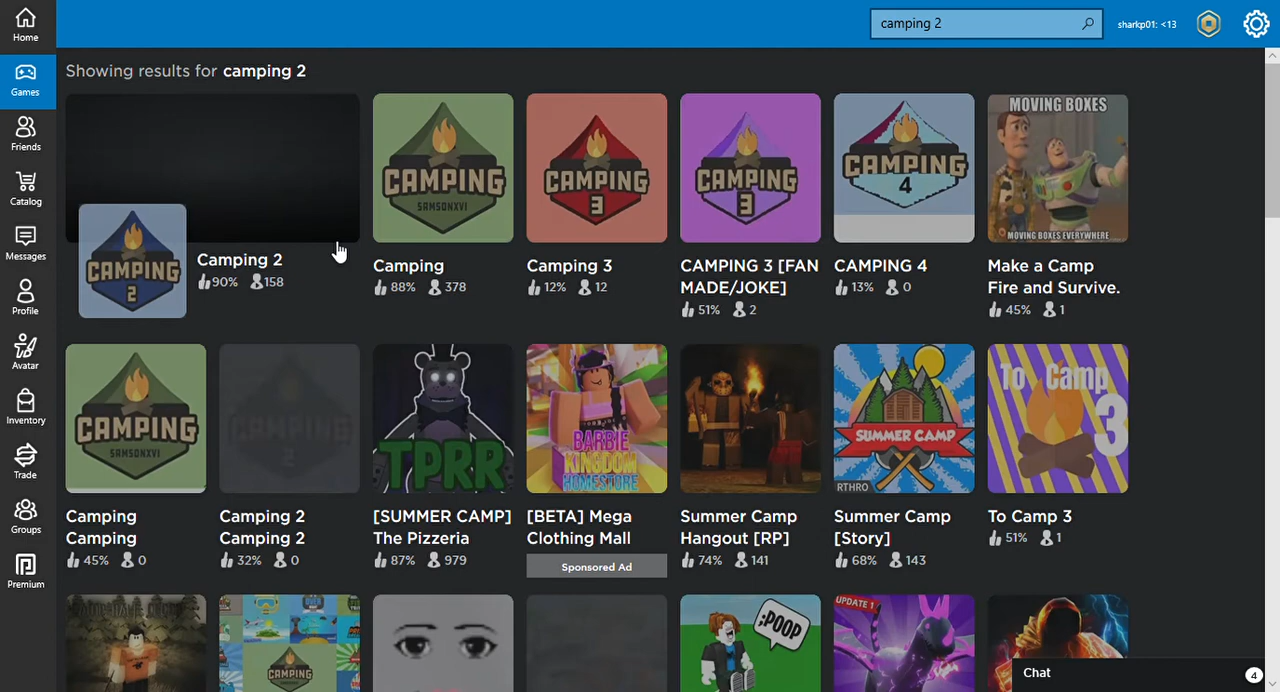 Home
camping 2
sharkp01: <13
Games
Friends
Catalog
Messages
Profile
Avatar
Inventory
Trade
Groups
Premium
Showing results for camping 2
CAMPING
2
Camping 2
90% 158
CAMPING
SAMSONXVI
Camping
88% 378
CAMPING
3
Camping 3
12% 12
CAMPING
3
CAMPING 3 [FAN
MADE/JOKE]
51% 2
CAMPING
4
CAMPING 4
13% 0
MOVING BOXES
MOVING BOXES EVERYWHERE...
Make a Camp
Fire and Survive.
45% 1
CAMPING
SAMSONXVI
Camping
Camping
45% 0
CAMPING
2
Camping 2
Camping 2
32% 0
TPRR
[SUMMER CAMP]
The Pizzeria
87% 979
BARBIE
KINGDOM
HOMESTORE
[BETA] Mega
Clothing Mall
Sponsored Ad
Summer Camp
Hangout [RP]
74% 141
SUMMER CAMP
RTHRO
Summer Camp
[Story]
68% 143
To Camp
3
To Camp 3
51% 1
CAMPING
:POOP
UPDATE 1
Chat
4